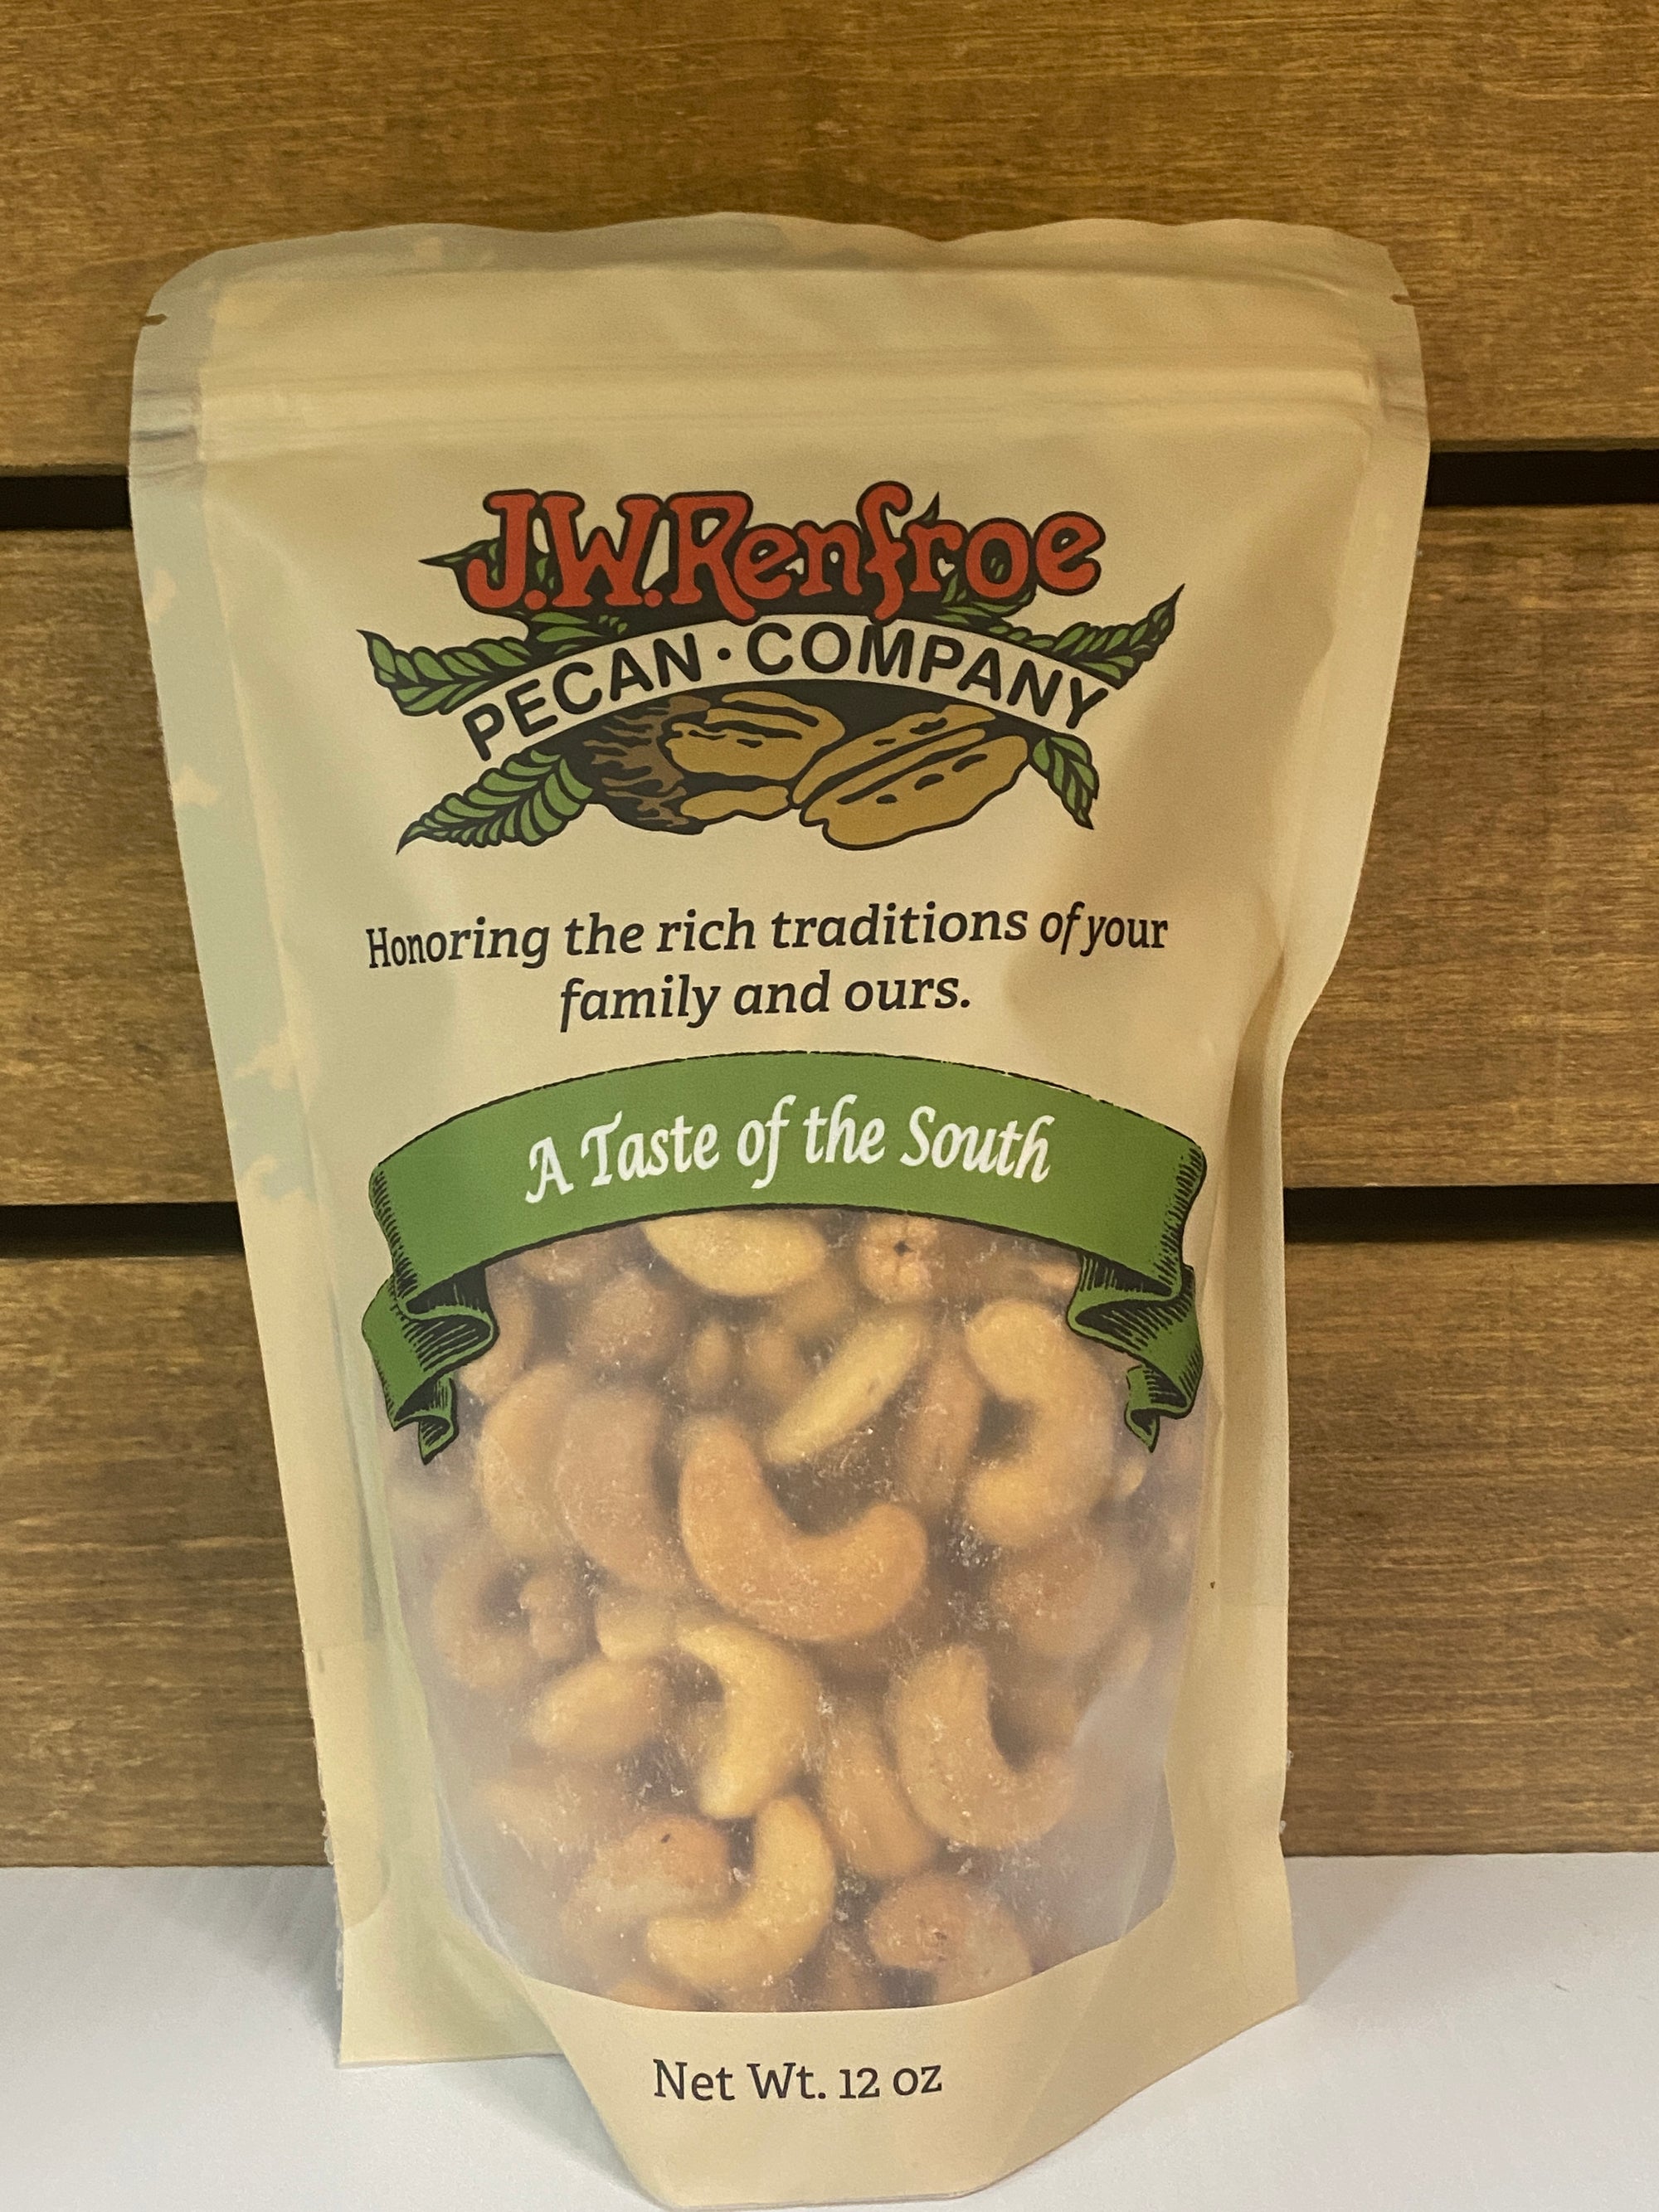 J.W. Renfroe
PECAN · COMPANY
Honoring the rich traditions of your
family and ours.
A Taste of the South
Net Wt. 12 oz